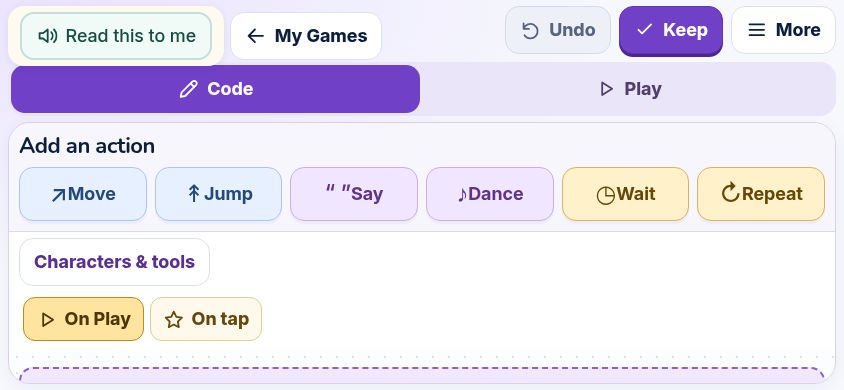 Read this to me
My Games
Undo
Keep
More
Code
Play
Add an action
Move
Jump
“ ”Say
Dance
Wait
Repeat
Characters & tools
On Play
On tap